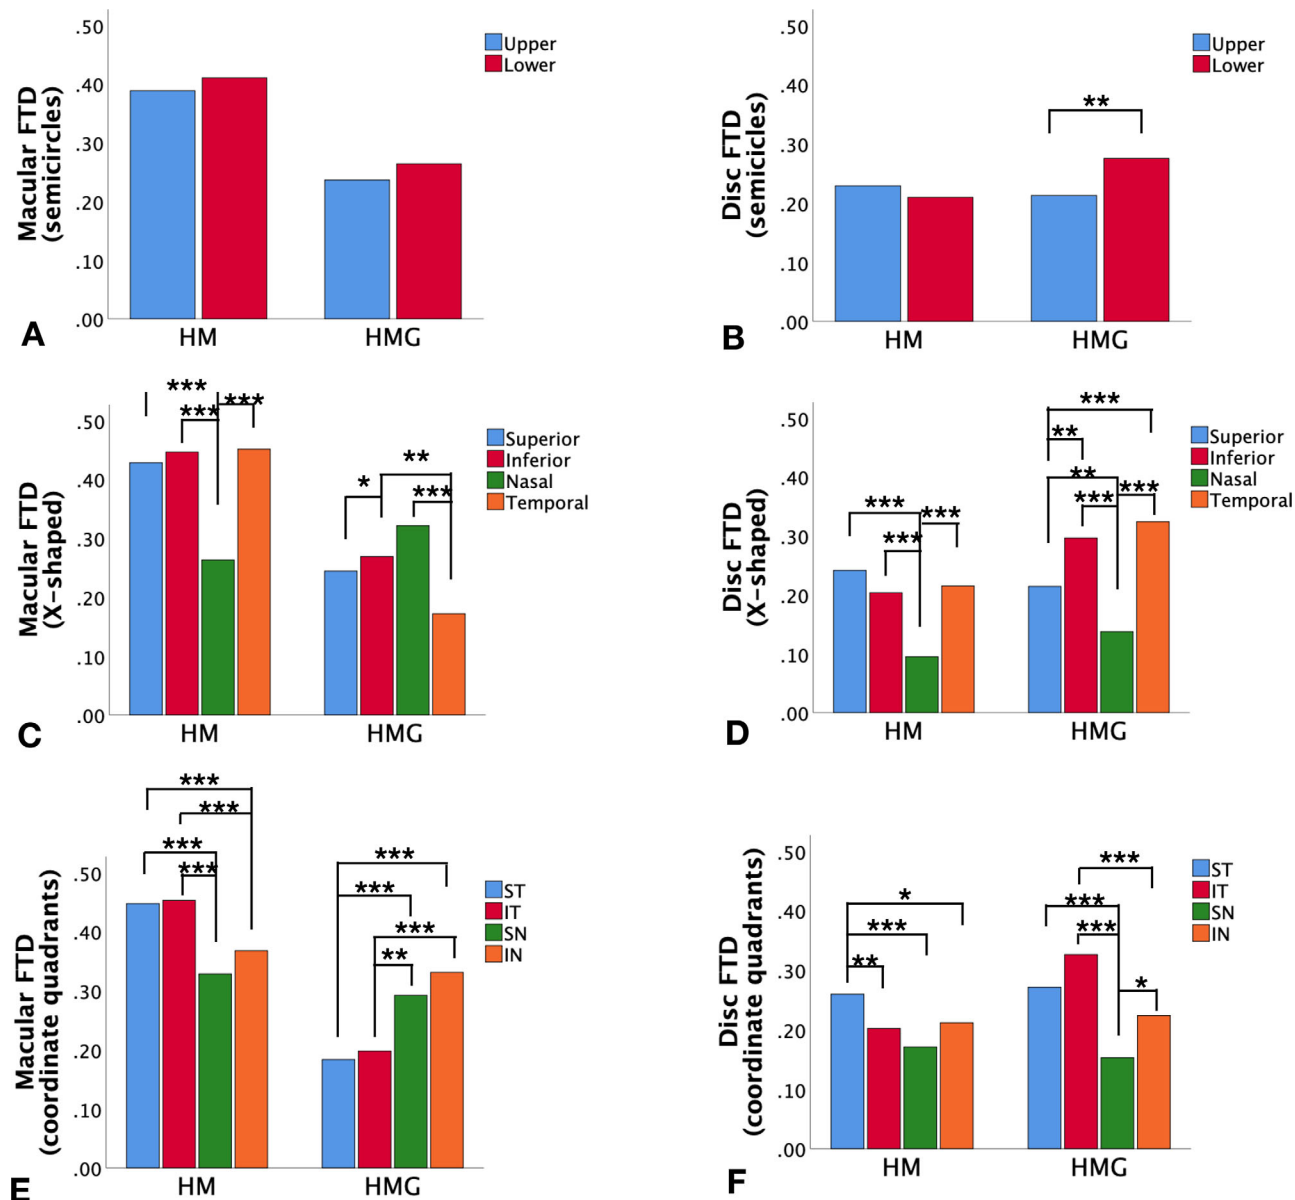 .50
.40
.30
.20
.10
.00
Macular FTD
(semicircles)
Upper
Lower
HM
HMG
A
.50
.40
.30
.20
.10
.00
Disc FTD
(semicicles)
Upper
Lower
**
HM
HMG
B
.50
.40
.30
.20
.10
.00
Macular FTD
(X-shaped)
Superior
Inferior
Nasal
Temporal
***
***
***
*
**
***
HM
HMG
C
.50
.40
.30
.20
.10
.00
Disc FTD
(X-shaped)
Superior
Inferior
Nasal
Temporal
***
***
***
***
**
**
***
***
HM
HMG
D
.50
.40
.30
.20
.10
.00
Macular FTD
(coordinate quadrants)
ST
IT
SN
IN
***
***
***
***
***
***
***
**
HM
HMG
E
.50
.40
.30
.20
.10
.00
Disc FTD
(coordinate quadrants)
ST
IT
SN
IN
*
***
**
***
***
***
*
HM
HMG
F